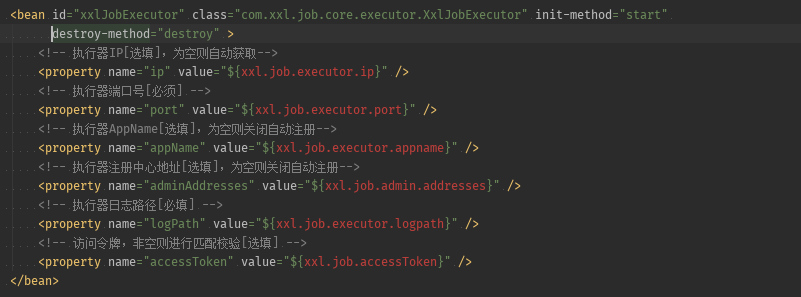 <bean id="xxlJobExecutor" class="com.xxl.job.core.executor.XxlJobExecutor" init-method="start"
destroy-method="destroy" >
<!-- 执行器IP[选填]，为空则自动获取-->
<property name="ip" value="${xxl.job.executor.ip}" />
<!-- 执行器端口号[必须] -->
<property name="port" value="${xxl.job.executor.port}" />
<!-- 执行器AppName[选填]，为空则关闭自动注册-->
<property name="appName" value="${xxl.job.executor.appname}" />
<!-- 执行器注册中心地址[选填]，为空则关闭自动注册-->
<property name="adminAddresses" value="${xxl.job.admin.addresses}" />
<!-- 执行器日志路径[必填] -->
<property name="logPath" value="${xxl.job.executor.logpath}" />
<!-- 访问令牌，非空则进行匹配校验[选填] -->
<property name="accessToken" value="${xxl.job.accessToken}" />
</bean>